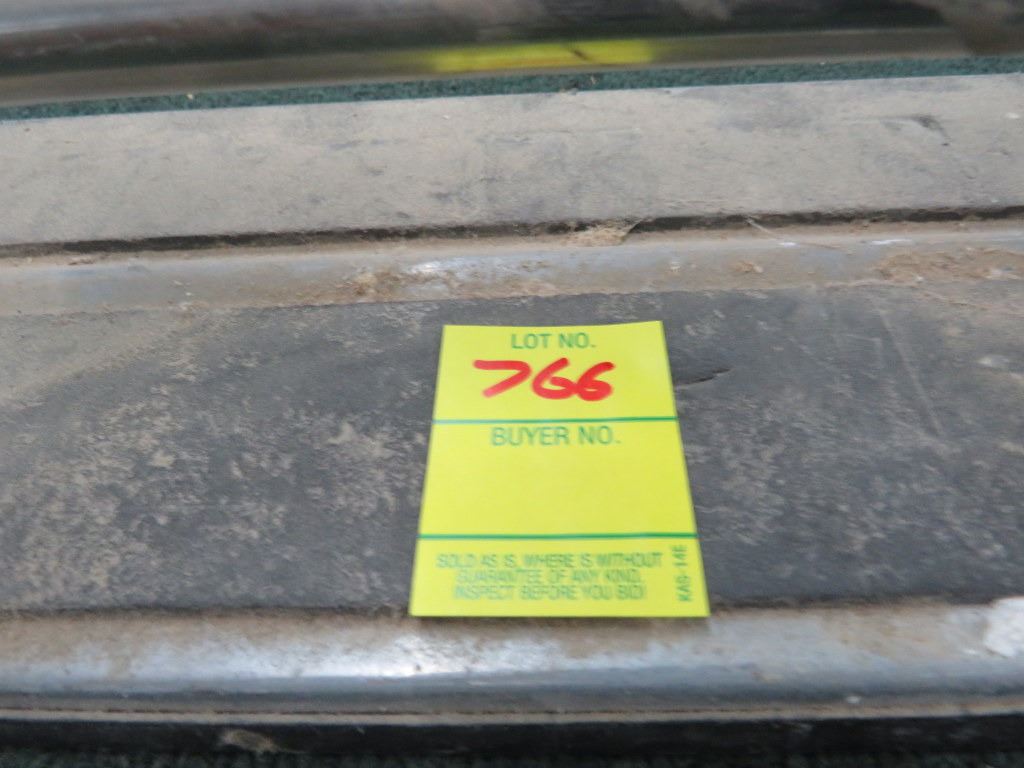 LOT NO.
766
BUYER NO.
SOLD AS IS, WHERE IS WITHOUT
GUARANTEE OF ANY KIND.
INSPECT BEFORE YOU BID!
KAS-14E